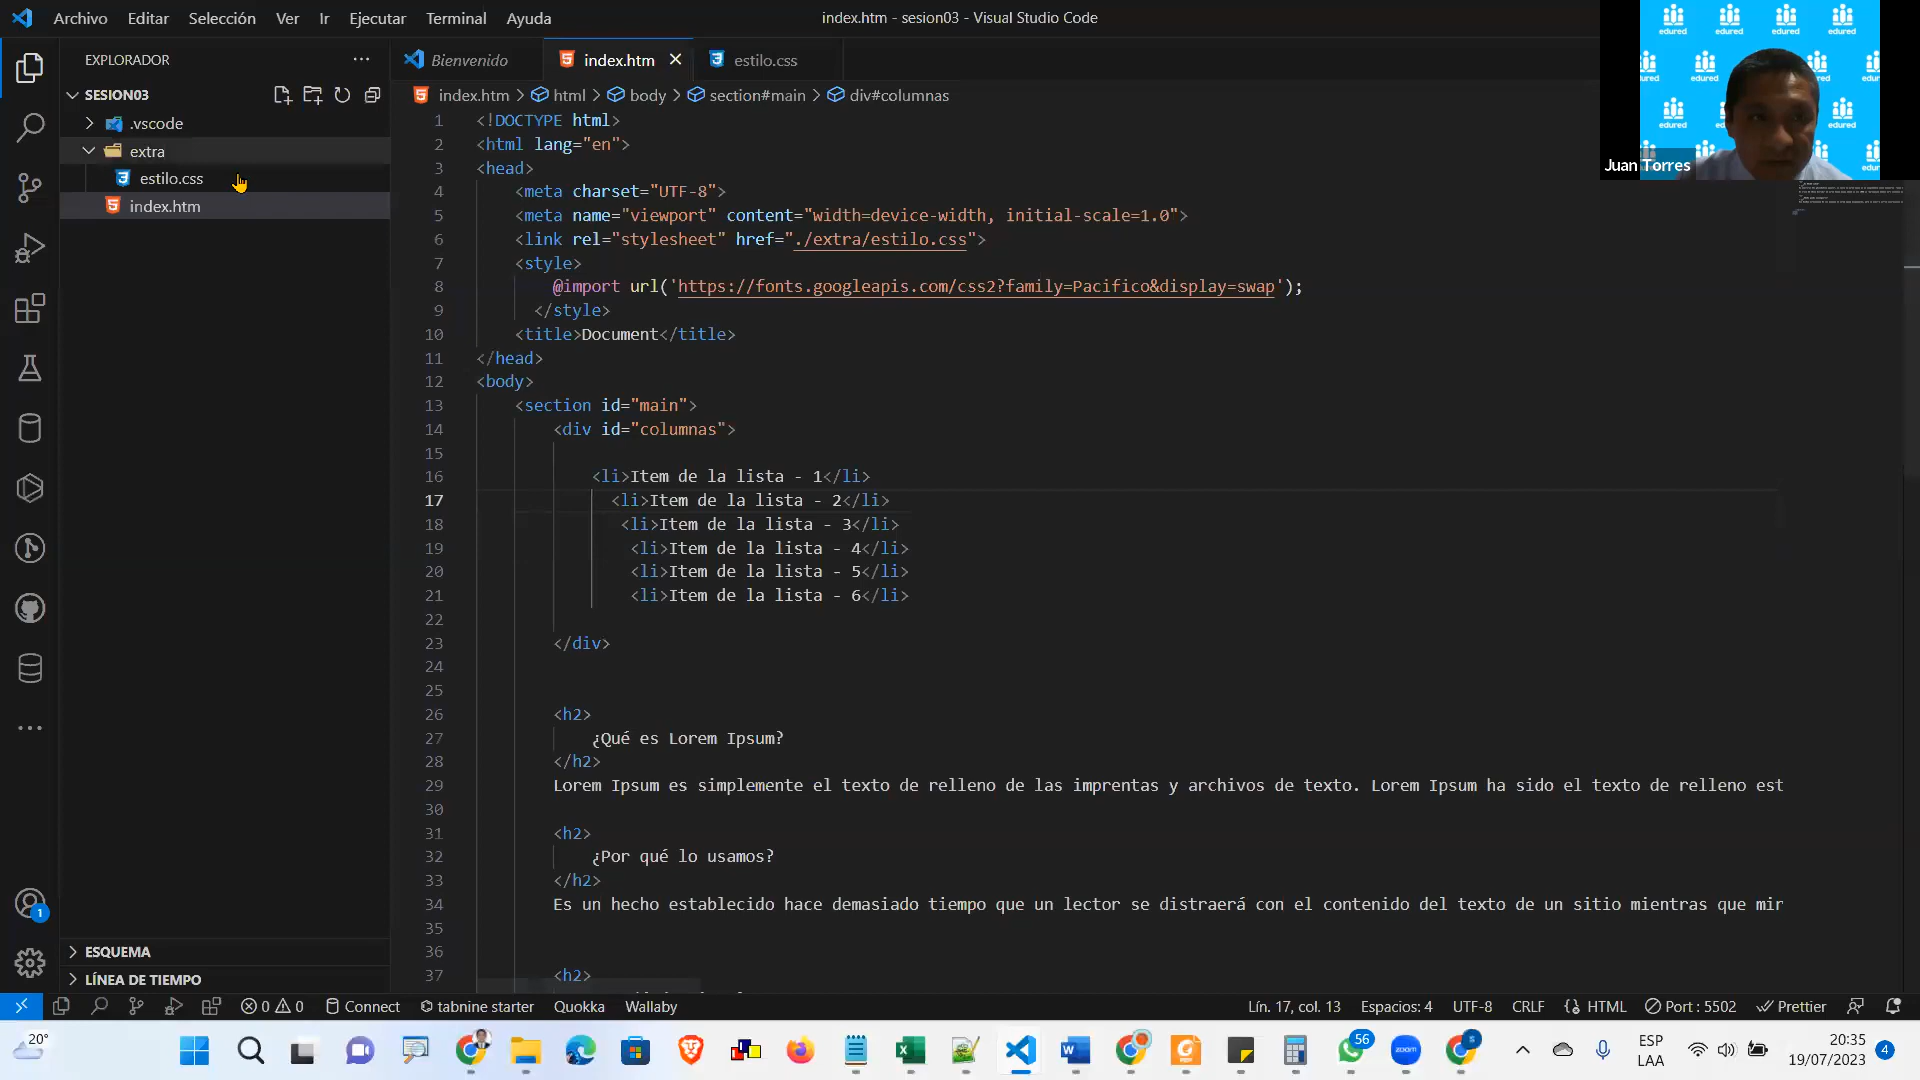 Archivo Editar Selección Ver Ir Ejecutar Terminal Ayuda
index.htm - sesion03 - Visual Studio Code
edured edured edured edured
edured edured
edured edured
Juan Torres
EXPLORADOR
SESION03
.vscode
extra
estilo.css
index.htm
ESQUEMA
LÍNEA DE TIEMPO
Bienvenido index.htm estilo.css
index.htm > html > body > section#main > div#columnas
1 <!DOCTYPE html>
2 <html lang="en">
3 <head>
4 <meta charset="UTF-8">
5 <meta name="viewport" content="width=device-width, initial-scale=1.0">
6 <link rel="stylesheet" href="./extra/estilo.css">
7 <style>
8 @import url('https://fonts.googleapis.com/css2?family=Pacifico&display=swap');
9 </style>
10 <title>Document</title>
11 </head>
12 <body>
13 <section id="main">
14 <div id="columnas">
15
16 <li>Item de la lista - 1</li>
17 <li>Item de la lista - 2</li>
18 <li>Item de la lista - 3</li>
19 <li>Item de la lista - 4</li>
20 <li>Item de la lista - 5</li>
21 <li>Item de la lista - 6</li>
22
23 </div>
24
25
26 <h2>
27 ¿Qué es Lorem Ipsum?
28 </h2>
29 Lorem Ipsum es simplemente el texto de relleno de las imprentas y archivos de texto. Lorem Ipsum ha sido el texto de relleno est
30
31 <h2>
32 ¿Por qué lo usamos?
33 </h2>
34 Es un hecho establecido hace demasiado tiempo que un lector se distraerá con el contenido del texto de un sitio mientras que mir
35
36
37 <h2>
1
0 0 Connect tabnine starter Quokka Wallaby
Lín. 17, col. 13 Espacios: 4 UTF-8 CRLF HTML Port : 5502 Prettier
20°
56
zoom
ESP
LAA
20:35
19/07/2023
4